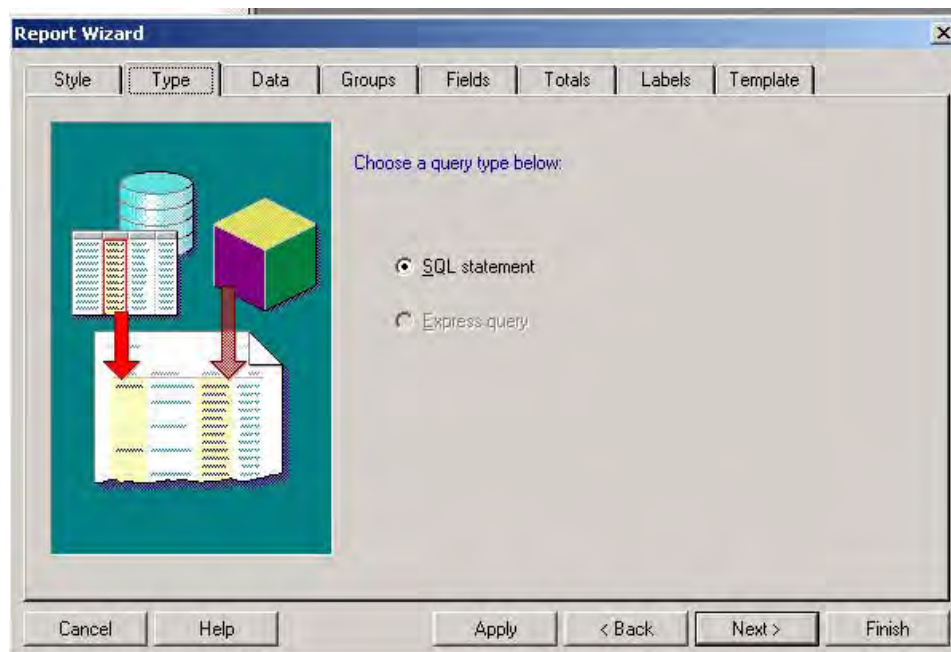 Report Wizard
Style Type Data Groups Fields Totals Labels Template
Choose a query type below:
SQL statement
Express query
Cancel Help Apply < Back Next > Finish